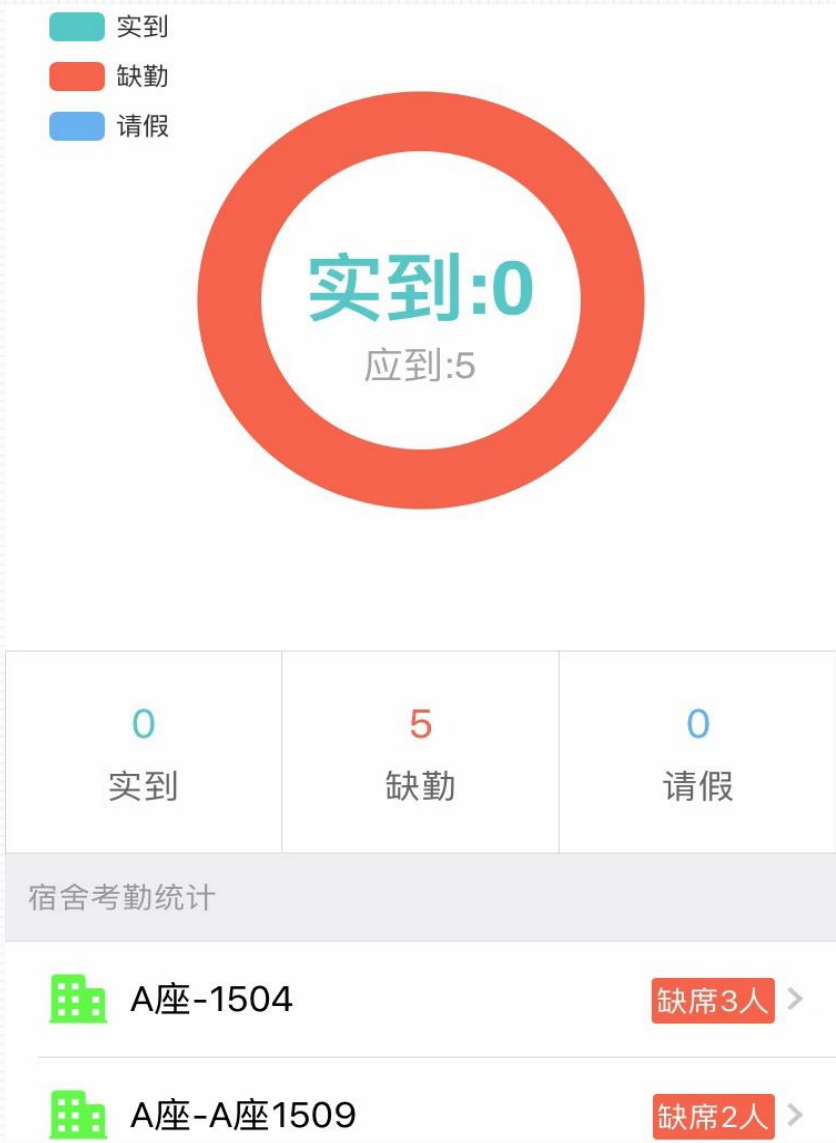 实到
缺勤
请假
实到:0
应到:5
0 5 0
实到 缺勤 请假
宿舍考勤统计
A座-1504 缺席3人
A座-A座1509 缺席2人